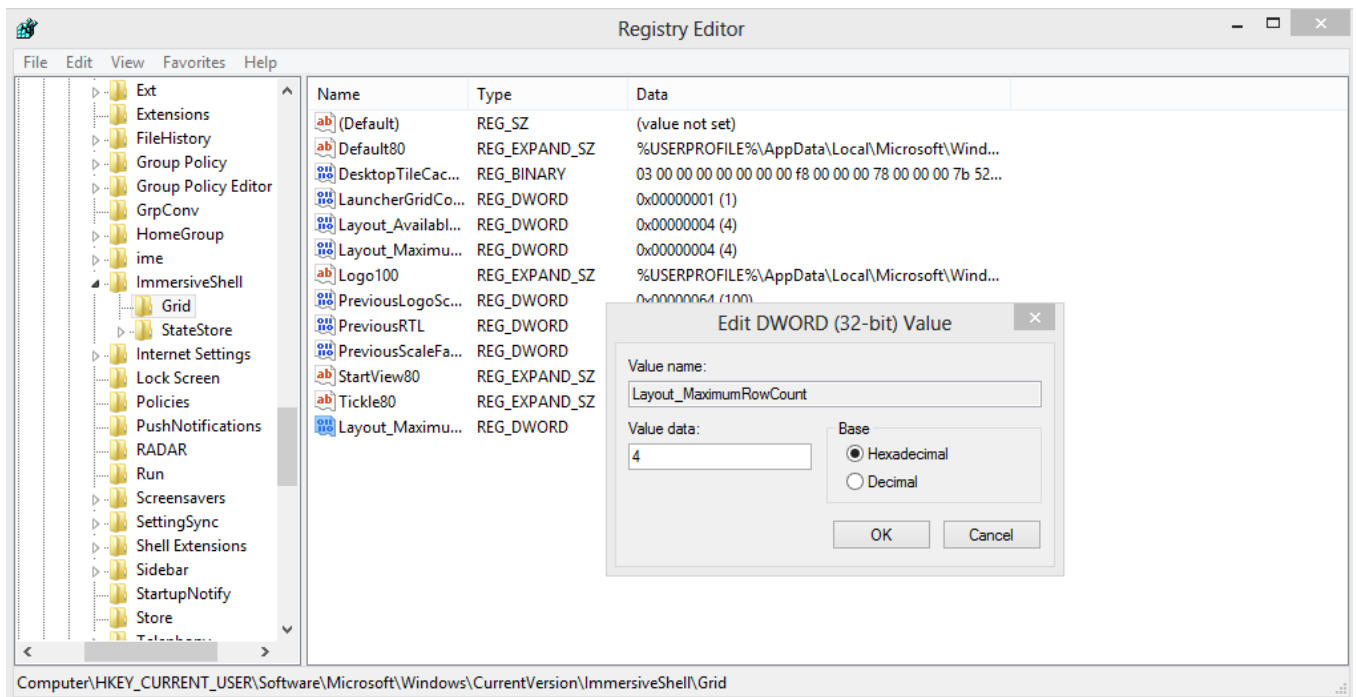 Registry Editor
File Edit View Favorites Help
Ext
Extensions
FileHistory
Group Policy
Group Policy Editor
GrpConv
HomeGroup
ime
ImmersiveShell
Grid
StateStore
Internet Settings
Lock Screen
Policies
PushNotifications
RADAR
Run
Screensavers
SettingSync
Shell Extensions
Sidebar
StartupNotify
Store
Telephony
Name Type Data
(Default) REG_SZ (value not set)
Default80 REG_EXPAND_SZ %USERPROFILE%\AppData\Local\Microsoft\Wind...
DesktopTileCac... REG_BINARY 03 00 00 00 00 00 00 00 f8 00 00 00 78 00 00 00 7b 52...
LauncherGridCo... REG_DWORD 0x00000001 (1)
Layout_Availabl... REG_DWORD 0x00000004 (4)
Layout_Maximu... REG_DWORD 0x00000004 (4)
Logo100 REG_EXPAND_SZ %USERPROFILE%\AppData\Local\Microsoft\Wind...
PreviousLogoSc... REG_DWORD 0x00000064 (100)
PreviousRTL REG_DWORD
PreviousScaleFa... REG_DWORD
StartView80 REG_EXPAND_SZ
Tickle80 REG_EXPAND_SZ
Layout_Maximu... REG_DWORD
Edit DWORD (32-bit) Value
Value name:
Layout_MaximumRowCount
Value data:
4
Base
Hexadecimal
Decimal
OK Cancel
Computer\HKEY_CURRENT_USER\Software\Microsoft\Windows\CurrentVersion\ImmersiveShell\Grid